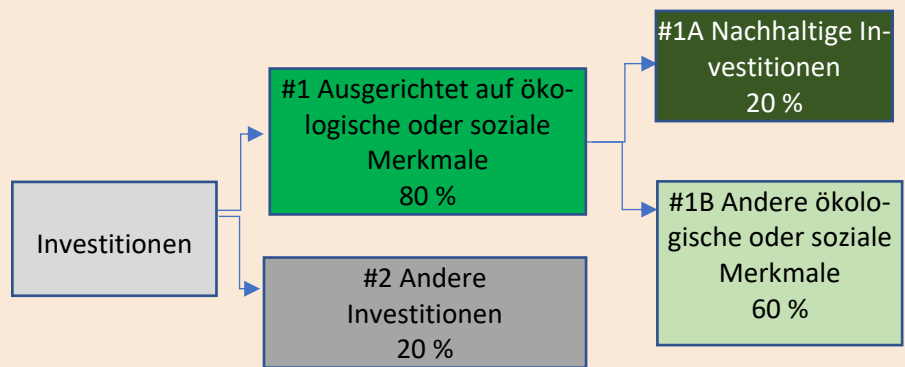 Investitionen
#1 Ausgerichtet auf öko-
logische oder soziale
Merkmale
80 %
#2 Andere
Investitionen
20 %
#1A Nachhaltige In-
vestitionen
20 %
#1B Andere ökolo-
gische oder soziale
Merkmale
60 %